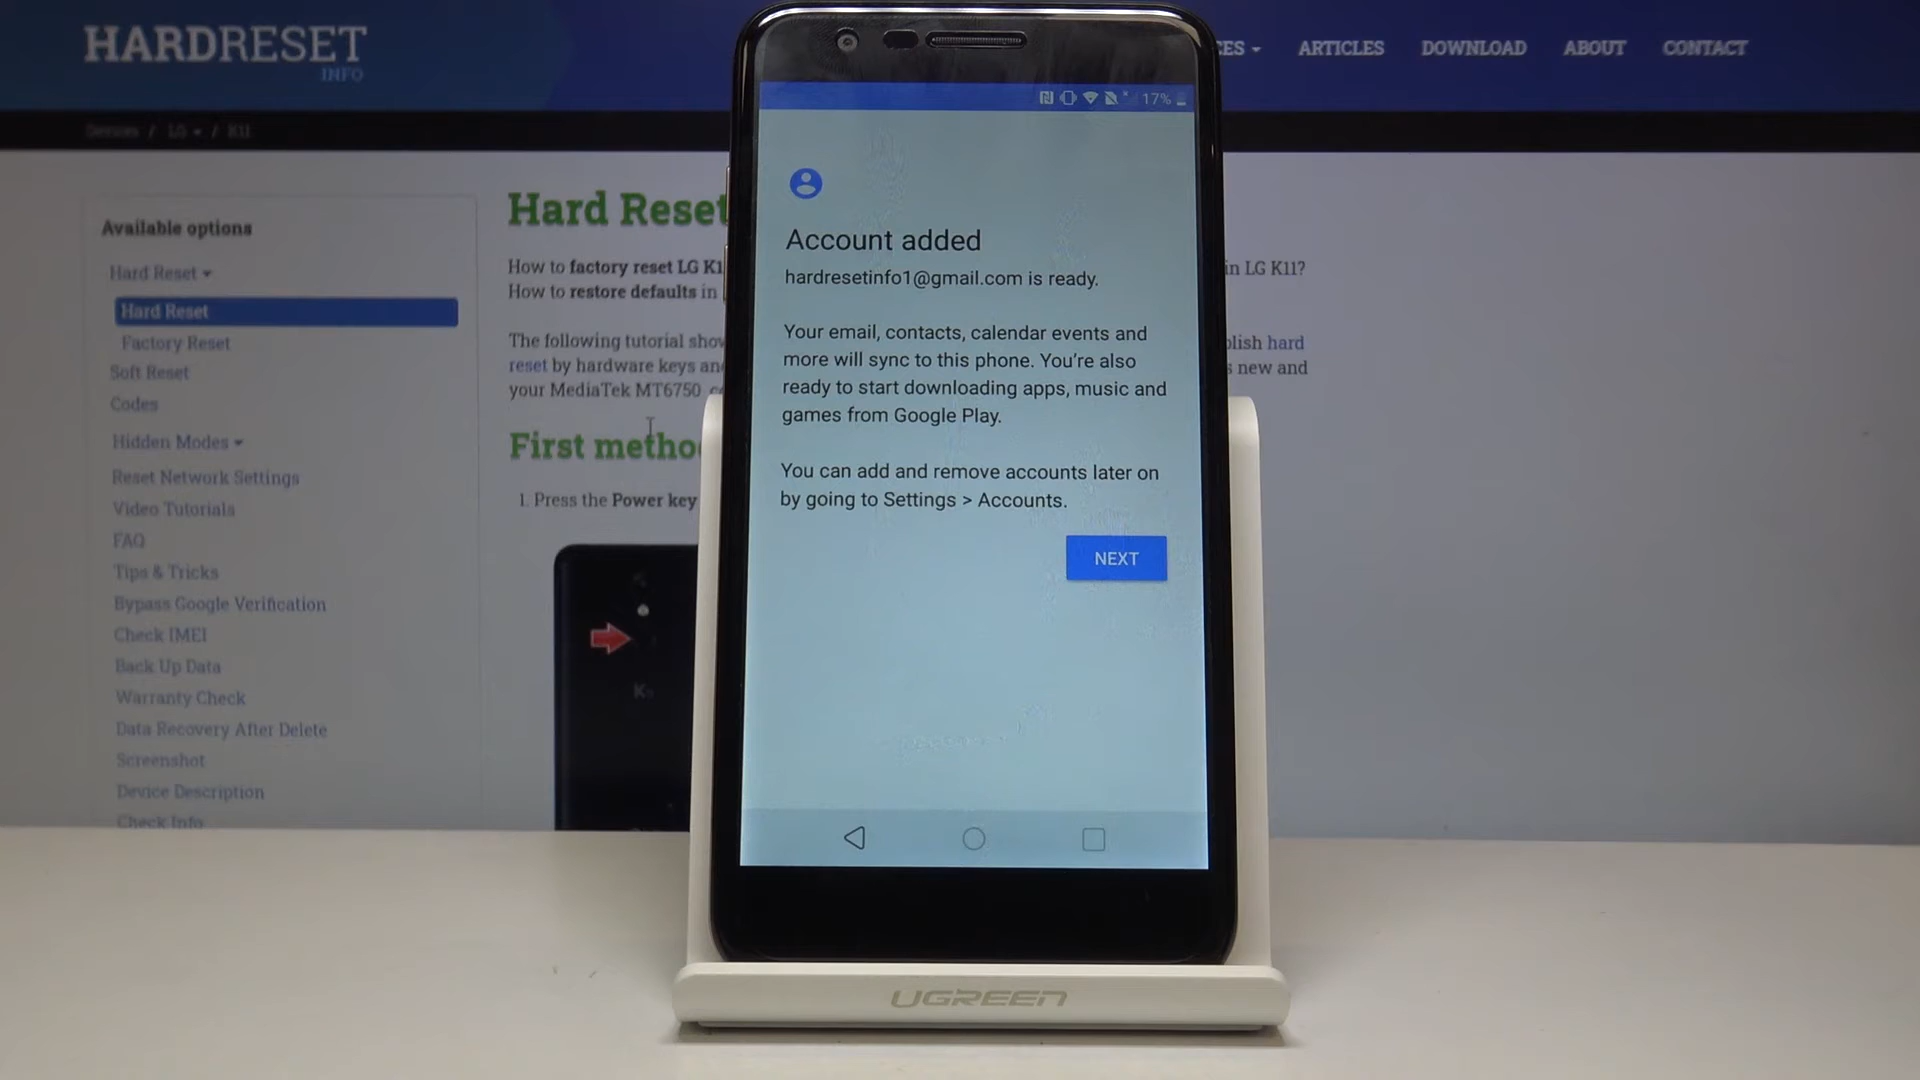 HARDRESET
INFO
ARTICLES
DOWNLOAD
ABOUT
CONTACT
Devices / LG / K11
Available options
Hard Reset
Hard Reset
Factory Reset
Soft Reset
Codes
Hidden Modes
Reset Network Settings
Video Tutorials
FAQ
Tips & Tricks
Bypass Google Verification
Check IMEI
Back Up Data
Warranty Check
Data Recovery After Delete
Screenshot
Device Description
Check Info
Hard Reset
How to factory reset LG K1
in LG K11?
How to restore defaults in
The following tutorial
hard
reset by hardware keys
new and
your MediaTek MT6750
First
1. Press the Power key
17%
Account added
hardresetinfo1@gmail.com is ready.
Your email, contacts, calendar events and
more will sync to this phone. You're also
ready to start downloading apps, music and
games from Google Play.
You can add and remove accounts later on
by going to Settings > Accounts.
NEXT
UGREEN